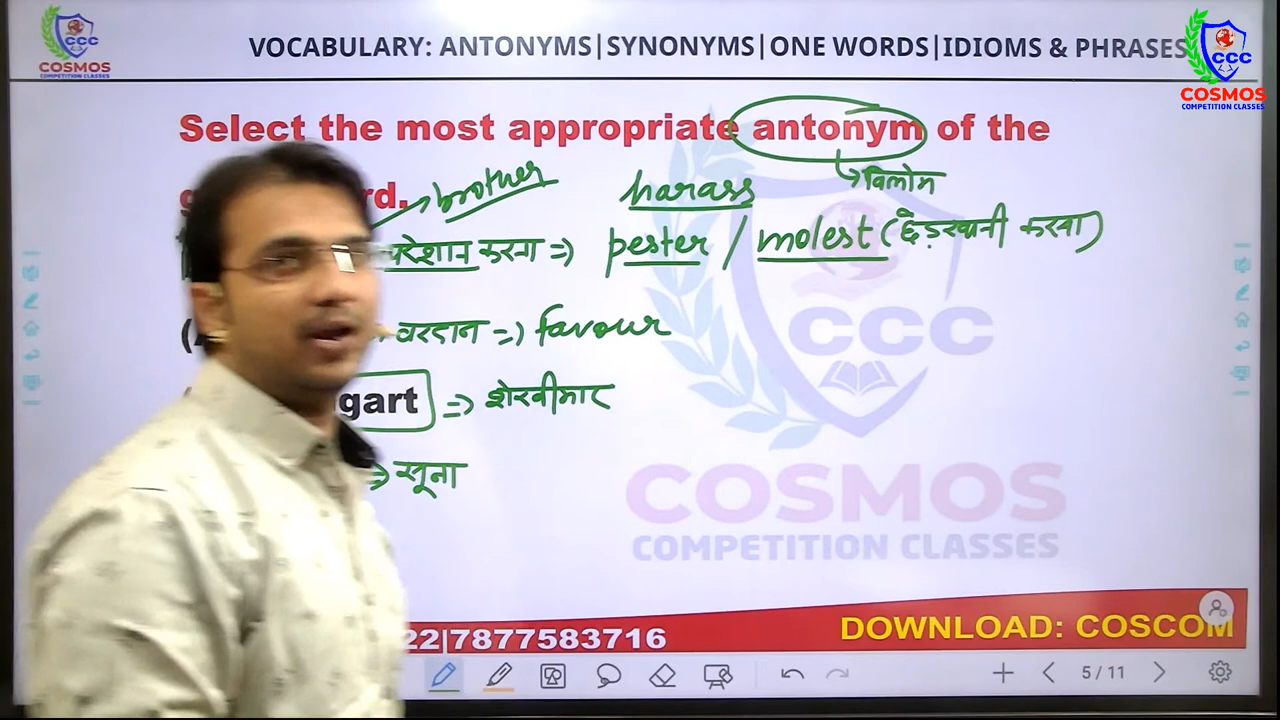 CCC
COSMOS
COMPETITION CLASSES
VOCABULARY: ANTONYMS|SYNONYMS|ONE WORDS|IDIOMS & PHRASES
CCC
COSMOS
COMPETITION CLASSES
Select the most appropriate antonym of the
brother harass विलोम
परेशान करना => pester / molest (छेड़खानी करना)
वरदान => favour
gart => शेखीमार
=> सूना
CCC
COSMOS
COMPETITION CLASSES
22|7877583716
DOWNLOAD: COSCOM
5 / 11